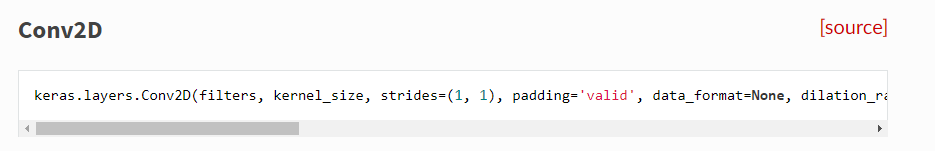 Conv2D
[source]
keras.layers.Conv2D(filters, kernel_size, strides=(1, 1), padding='valid', data_format=None, dilation_ra